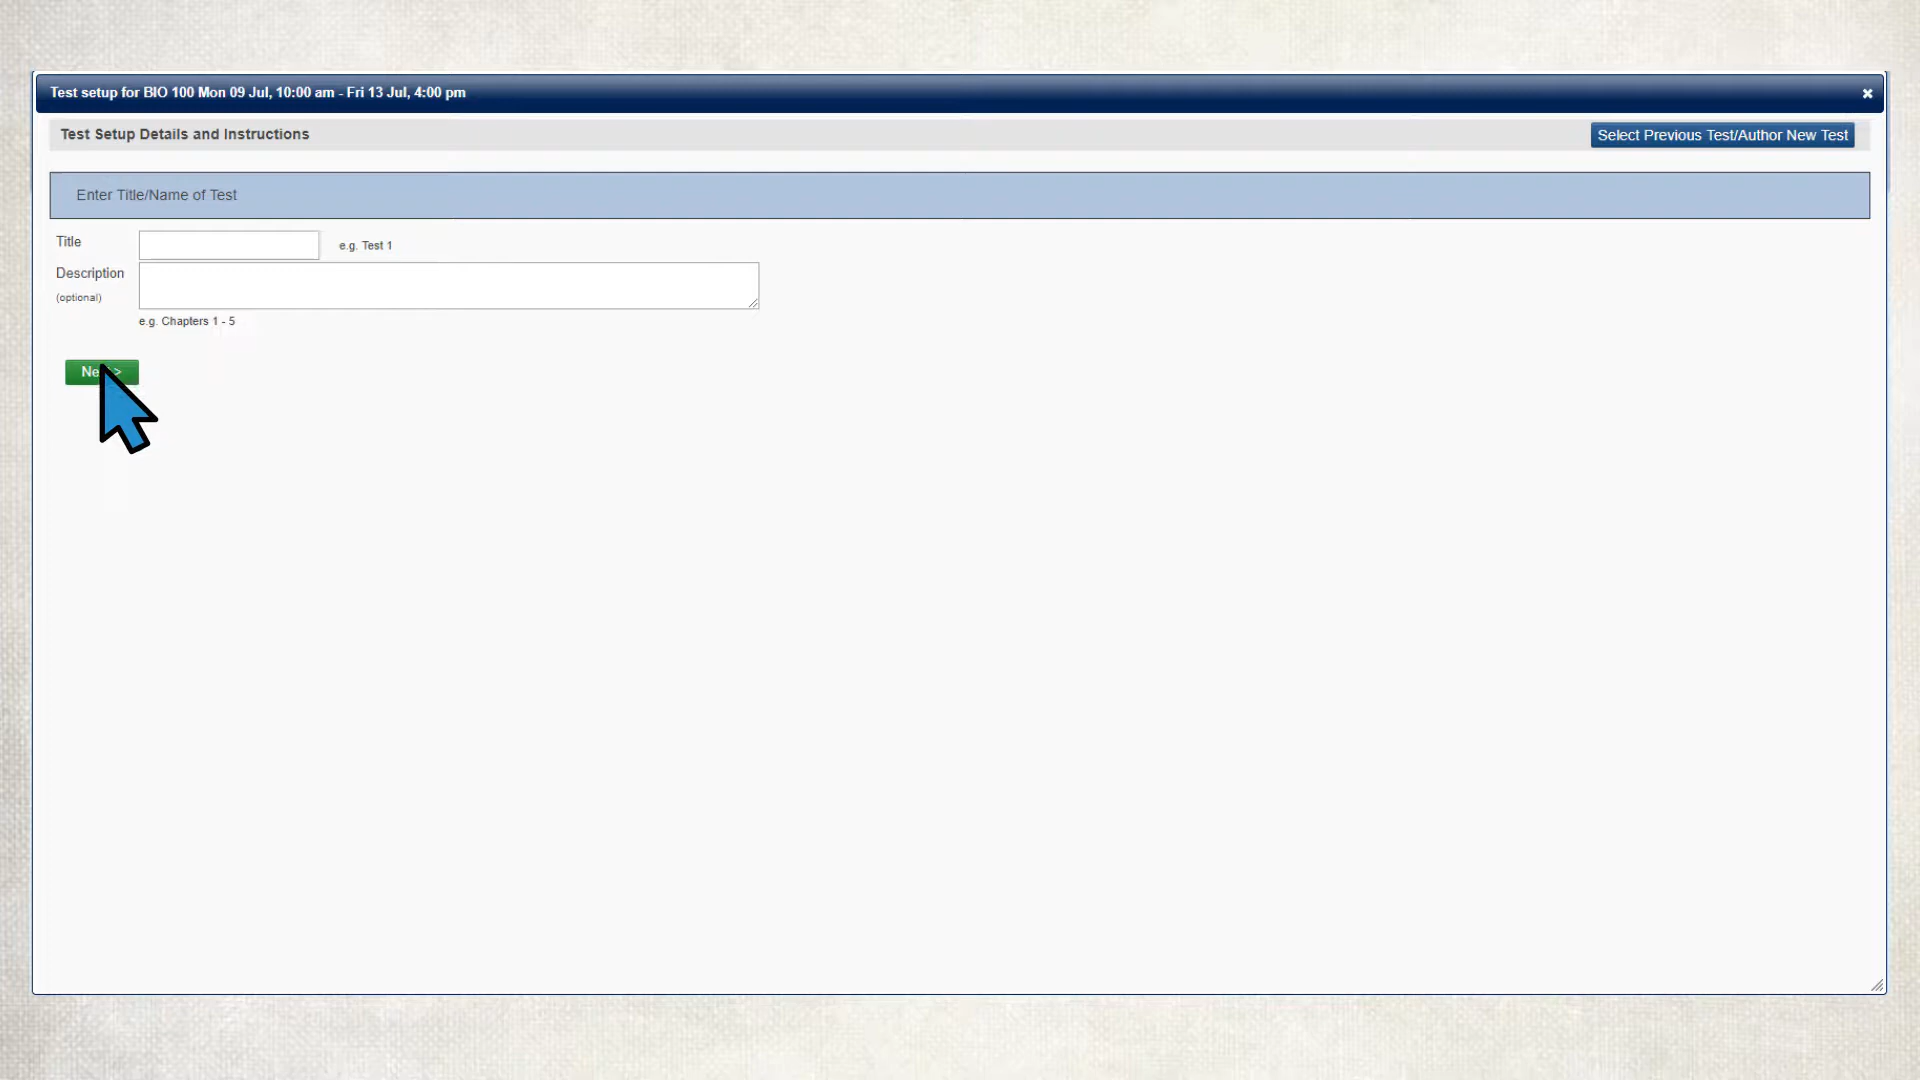 Test setup for BIO 100 Mon 09 Jul, 10:00 am - Fri 13 Jul, 4:00 pm
Test Setup Details and Instructions
Select Previous Test/Author New Test
Enter Title/Name of Test
Title
e.g. Test 1
Description
(optional)
e.g. Chapters 1 - 5